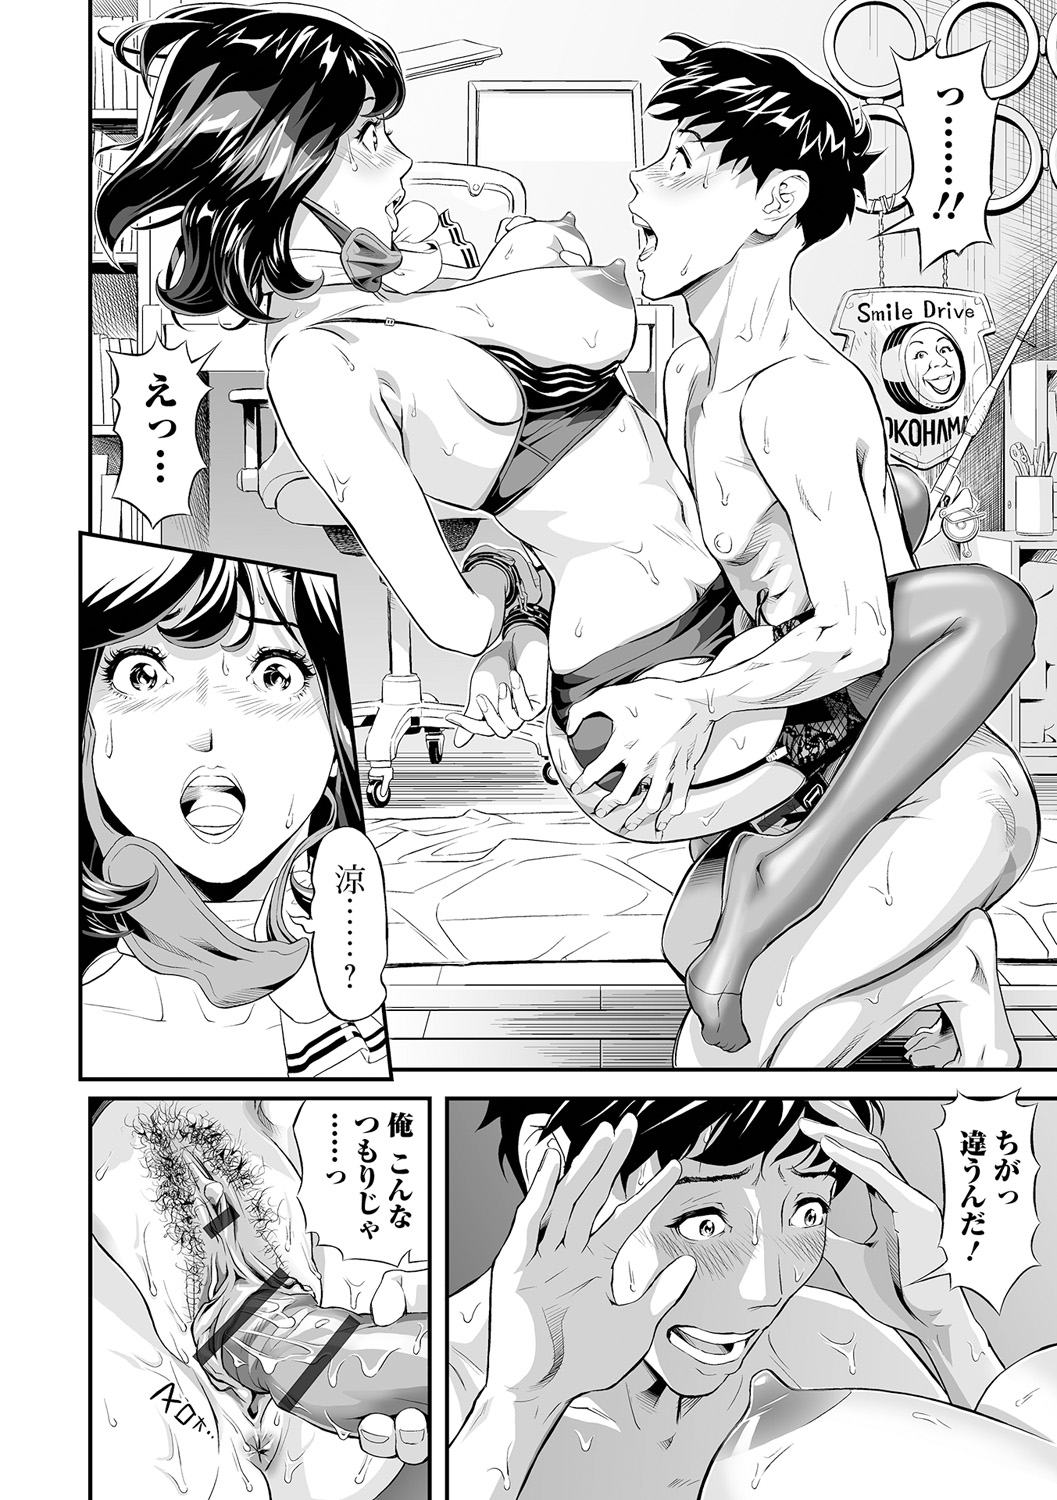 っ……!!
Smile Drive
OKOHAMA
えっ…
涼……?
ちがっ
違うんだ!
俺 こんな
つもりじゃ
……っ
ヌロォ..